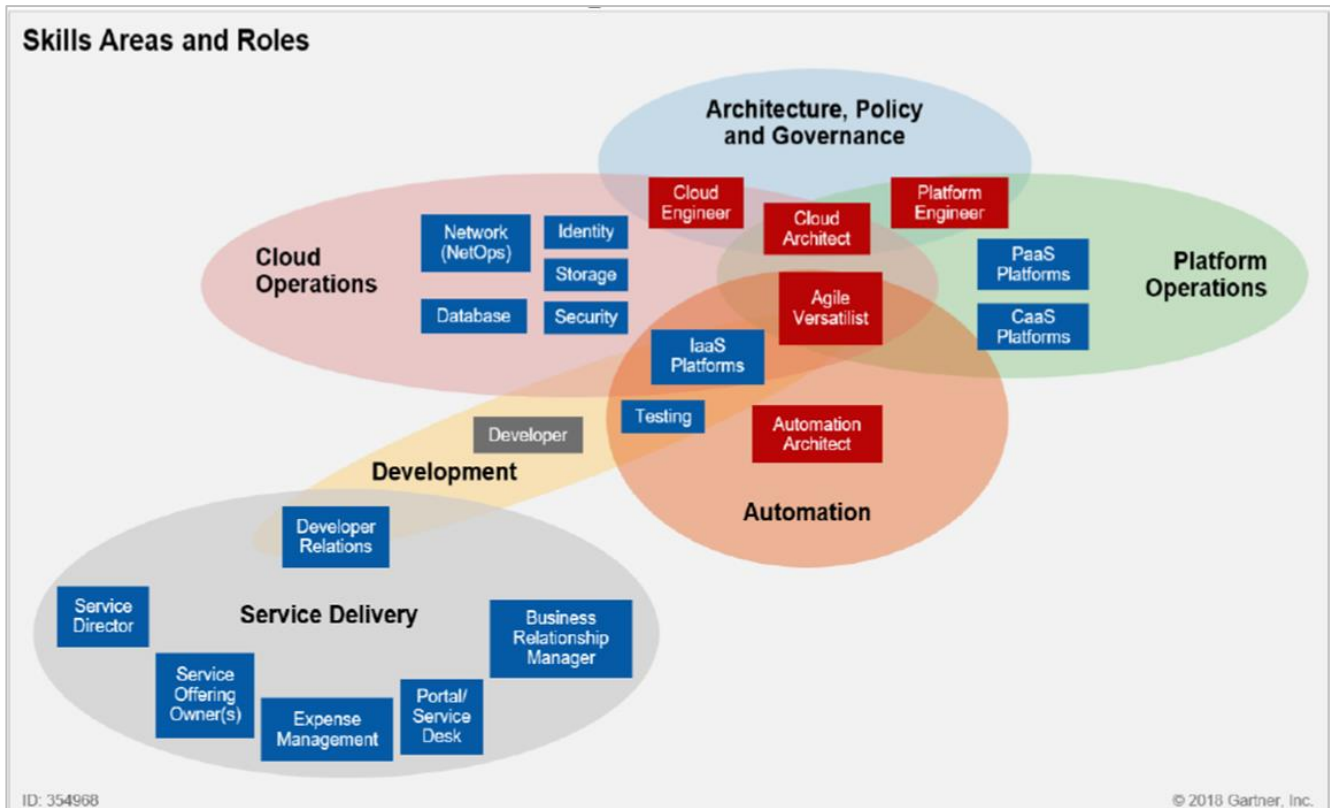 Skills Areas and Roles
Architecture, Policy
and Governance
Cloud
Engineer
Platform
Engineer
Cloud
Architect
Network
(NetOps)
Identity
Cloud
Operations
Storage
PaaS
Platforms
Platform
Operations
Database
Security
Agile
Versatilist
CaaS
Platforms
IaaS
Platforms
Testing
Developer
Automation
Architect
Development
Automation
Developer
Relations
Service
Director
Service Delivery
Business
Relationship
Manager
Service
Offering
Owner(s)
Expense
Management
Portal/
Service
Desk
ID: 354968
© 2018 Gartner, Inc.